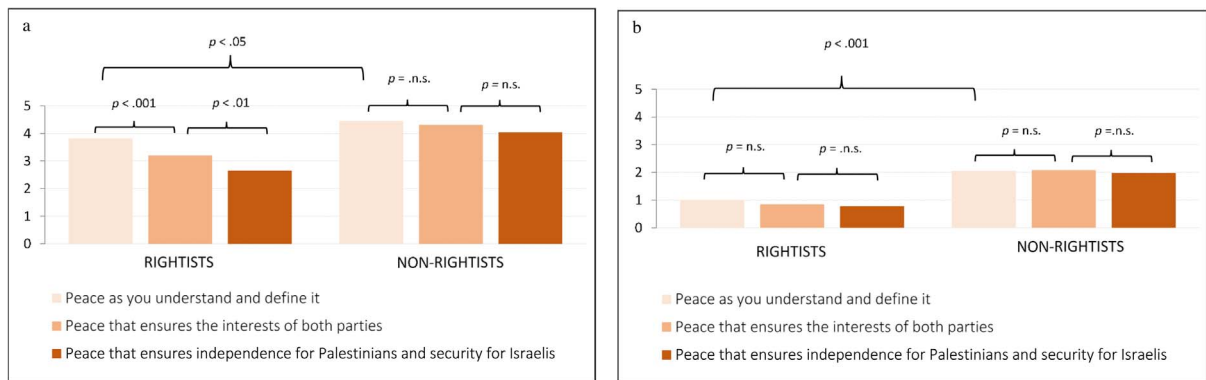 a
p < .05
p = .n.s.
p = n.s.
p < .001
p < .01
5
4
3
2
1
0
RIGHTISTS
NON-RIGHTISTS
Peace as you understand and define it
Peace that ensures the interests of both parties
Peace that ensures independence for Palestinians and security for Israelis
b
p < .001
5
4
3
2
1
0
p = n.s.
p =.n.s.
p = n.s.
p = .n.s.
RIGHTISTS
NON-RIGHTISTS
Peace as you understand and define it
Peace that ensures the interests of both parties
Peace that ensures independence for Palestinians and security for Israelis